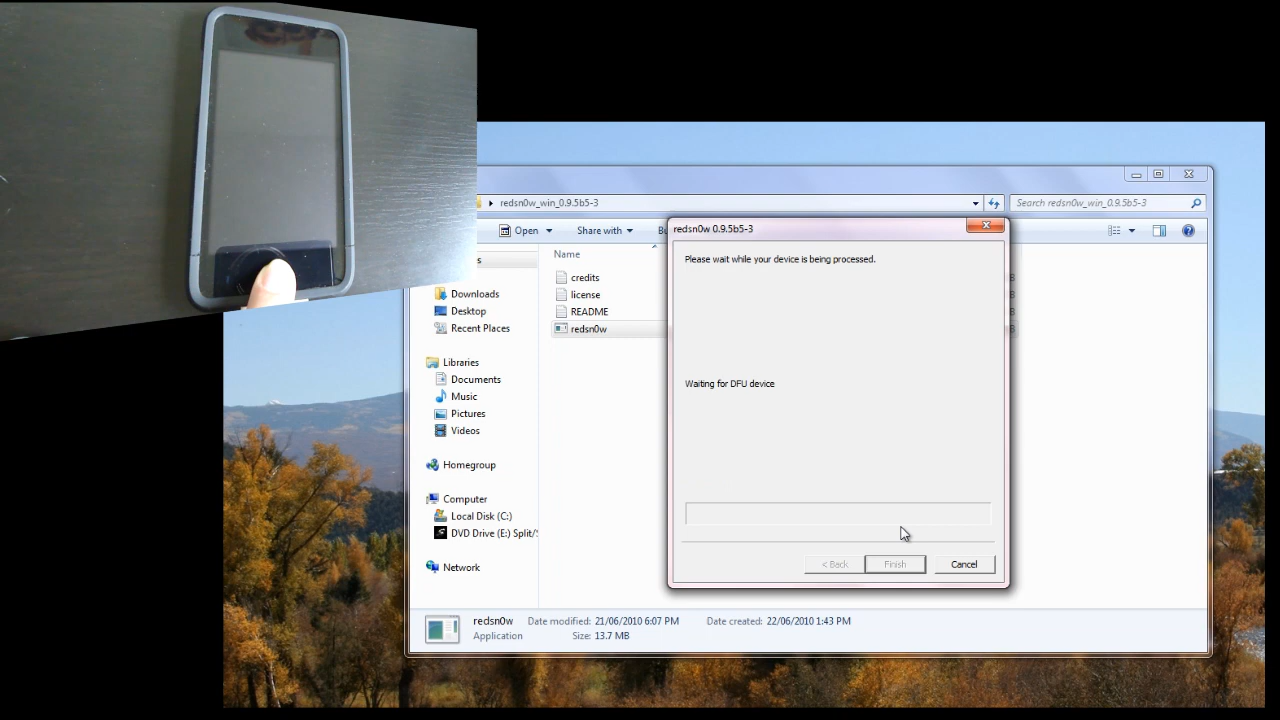 redsn0w_win_0.9.5b5-3
Search redsn0w_win_0.9.5b5-3
Open
Share with
Bu
s
Name
Downloads
Desktop
Recent Places
Libraries
Documents
Music
Pictures
Videos
Homegroup
Computer
Local Disk (C:)
DVD Drive (E:) Split/S
Network
credits
license
README
redsn0w
B
B
B
B
redsn0w 0.9.5b5-3
Please wait while your device is being processed.
Waiting for DFU device
< Back
Finish
Cancel
redsn0w Date modified: 21/06/2010 6:07 PM Date created: 22/06/2010 1:43 PM
Application Size: 13.7 MB